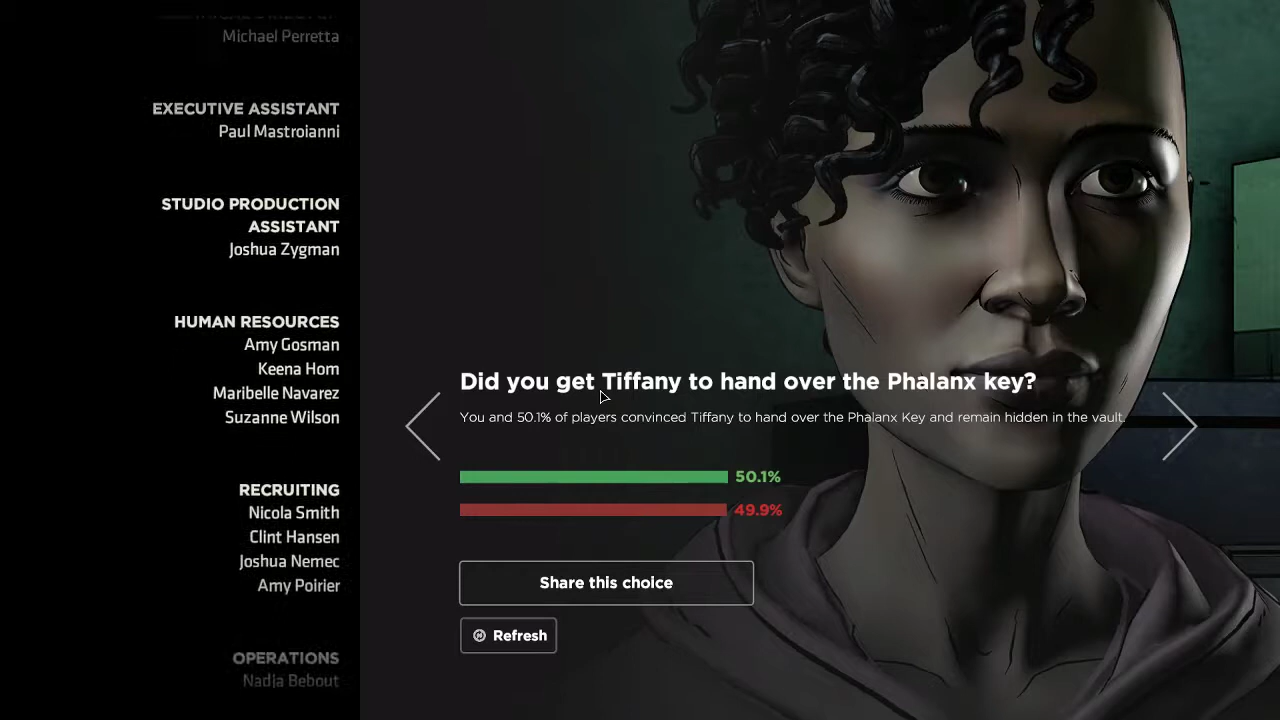 Michael Perretta
EXECUTIVE ASSISTANT
Paul Mastroianni
STUDIO PRODUCTION
ASSISTANT
Joshua Zygman
HUMAN RESOURCES
Amy Gosman
Keena Hom
Maribelle Navarez
Suzanne Wilson
RECRUITING
Nicola Smith
Clint Hansen
Joshua Nemec
Amy Poirier
OPERATIONS
Nadja Bebout
Did you get Tiffany to hand over the Phalanx key?
You and 50.1% of players convinced Tiffany to hand over the Phalanx Key and remain hidden in the vault.
50.1%
49.9%
Share this choice
Refresh